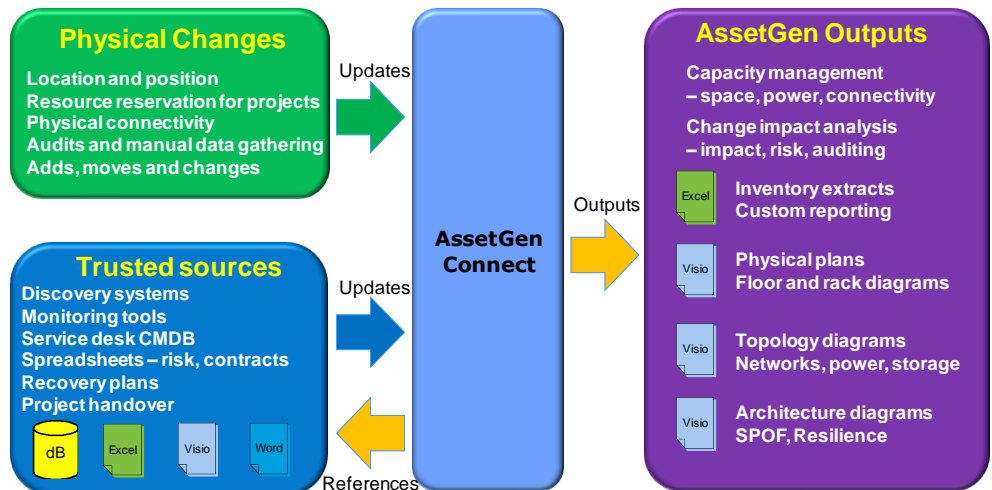 Physical Changes
Location and position
Resource reservation for projects
Physical connectivity
Audits and manual data gathering
Adds, moves and changes
Updates
Trusted sources
Discovery systems
Monitoring tools
Service desk CMDB
Spreadsheets – risk, contracts
Recovery plans
Project handover
dB
Excel
Visio
Word
Updates
References
AssetGen
Connect
Outputs
AssetGen Outputs
Capacity management
– space, power, connectivity
Change impact analysis
– impact, risk, auditing
Excel
Inventory extracts
Custom reporting
Visio
Physical plans
Floor and rack diagrams
Visio
Topology diagrams
Networks, power, storage
Visio
Architecture diagrams
SPOF, Resilience